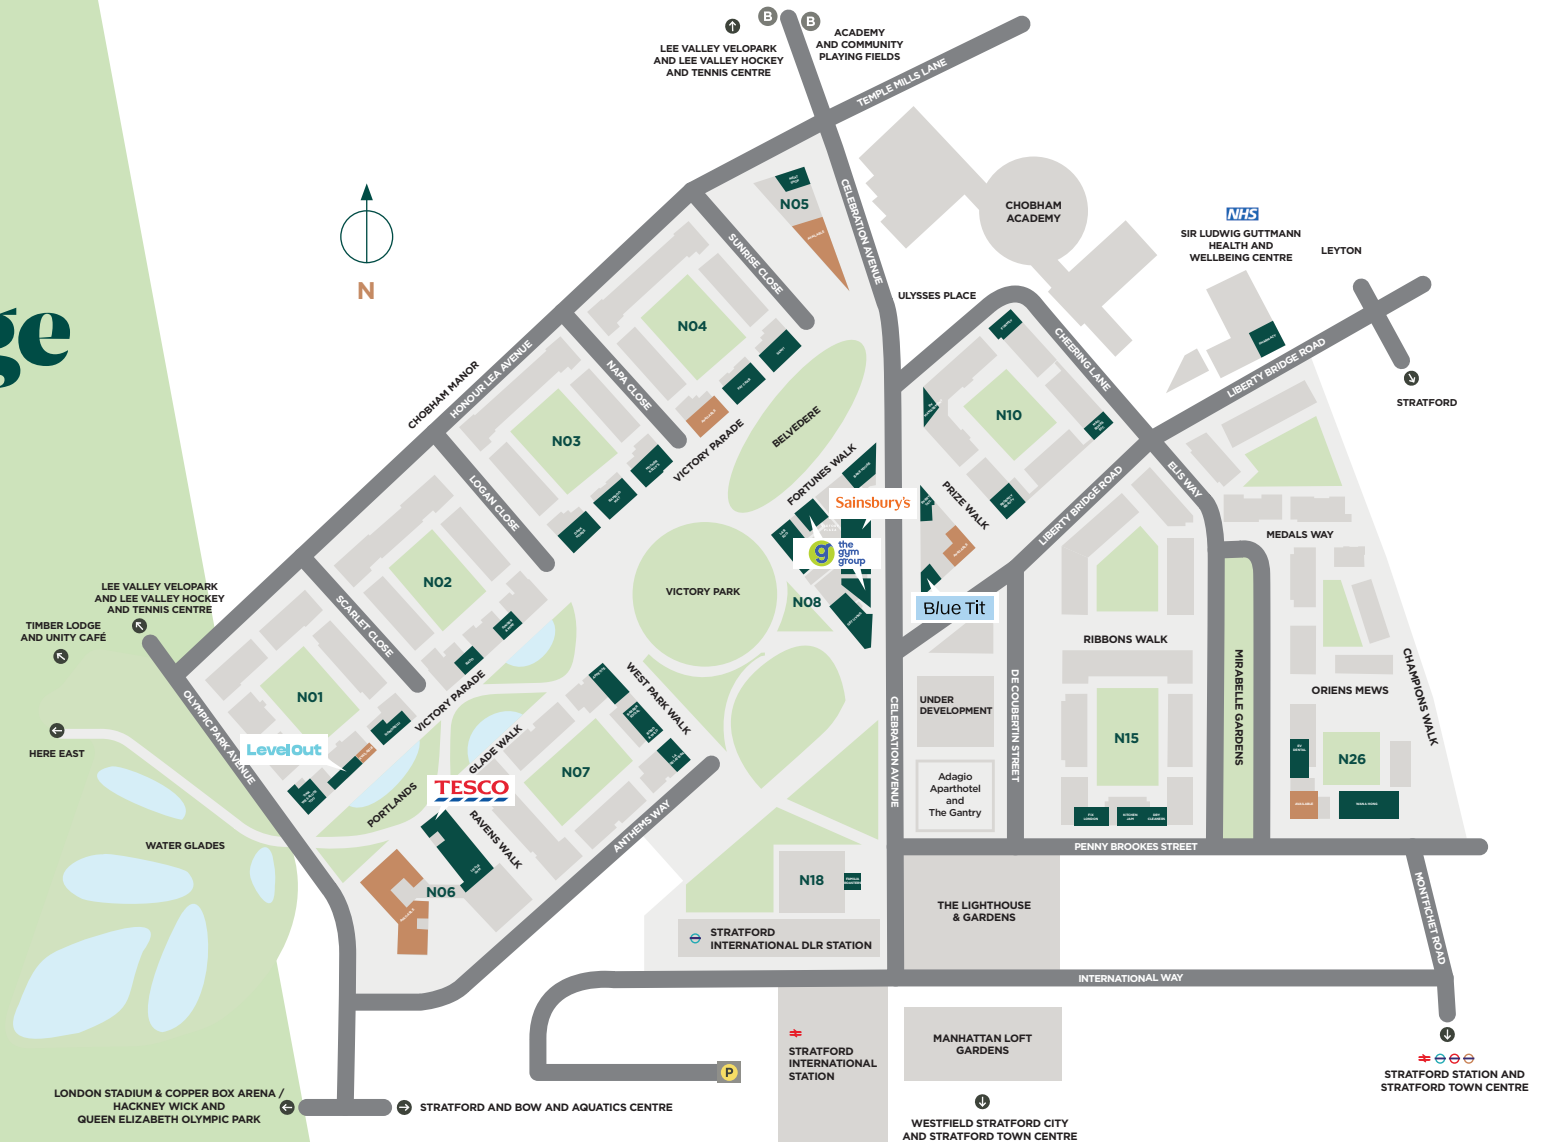 B
B
LEE VALLEY VELOPARK
AND LEE VALLEY HOCKEY
AND TENNIS CENTRE
ACADEMY
AND COMMUNITY
PLAYING FIELDS
TEMPLE MILLS LANE
CELEBRATION AVENUE
N05
AVAILABLE
CHOBHAM
ACADEMY
NHS
SIR LUDWIG GUTTMANN
HEALTH AND
WELLBEING CENTRE
LEYTON
PHARMACY
LIBERTY BRIDGE ROAD
STRATFORD
N
ge
SUNRISE CLOSE
N04
ULYSSES PLACE
CHEERING LANE
N10
CHOBHAM MANOR
HONOUR LEA AVENUE
NAPA CLOSE
N03
AVAILABLE
VICTORY PARADE
BELVEDERE
FORTUNES WALK
Sainsbury's
the
gym
group
PRIZE WALK
AVAILABLE
LIBERTY BRIDGE ROAD
ELIS WAY
MEDALS WAY
LOGAN CLOSE
N02
VICTORY PARK
N08
Blue Tit
LEE VALLEY VELOPARK
AND LEE VALLEY HOCKEY
AND TENNIS CENTRE
TIMBER LODGE
AND UNITY CAFÉ
SCARLET CLOSE
N01
VICTORY PARADE
HERE EAST
OLYMPIC PARK AVENUE
LevelOut
WEST PARK WALK
GLADE WALK
N07
TESCO
PORTLANDS
RAVENS WALK
ANTHEMS WAY
WATER GLADES
N06
AVAILABLE
RIBBONS WALK
UNDER
DEVELOPMENT
DE COUBERTIN STREET
CELEBRATION AVENUE
N15
MIRABELLE GARDENS
ORIENS MEWS
CHAMPIONS WALK
N26
AVAILABLE
Adagio
Aparthotel
and
The Gantry
KITCHEN
DRY
CLEANERS
PENNY BROOKES STREET
N18
STRATFORD
INTERNATIONAL DLR STATION
THE LIGHTHOUSE
& GARDENS
MONTFICHET ROAD
INTERNATIONAL WAY
STRATFORD
INTERNATIONAL
STATION
MANHATTAN LOFT
GARDENS
P
STRATFORD STATION AND
STRATFORD TOWN CENTRE
LONDON STADIUM & COPPER BOX ARENA /
HACKNEY WICK AND
QUEEN ELIZABETH OLYMPIC PARK
STRATFORD AND BOW AND AQUATICS CENTRE
WESTFIELD STRATFORD CITY
AND STRATFORD TOWN CENTRE